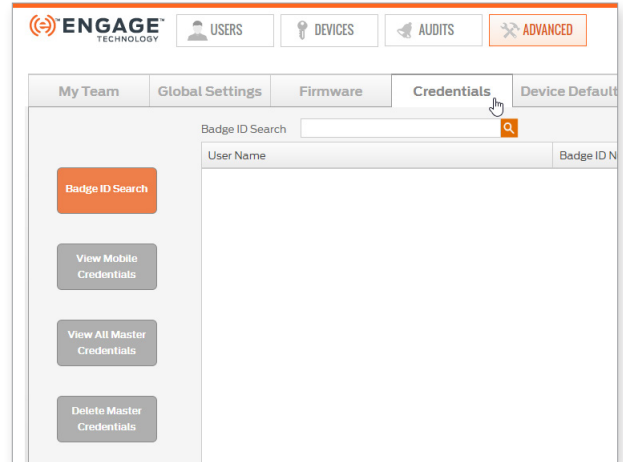 ENGAGE™
TECHNOLOGY
USERS
DEVICES
AUDITS
ADVANCED
My Team
Global Settings
Firmware
Credentials
Device Default
Badge ID Search
User Name
Badge ID N
Badge ID Search
View Mobile
Credentials
View All Master
Credentials
Delete Master
Credentials